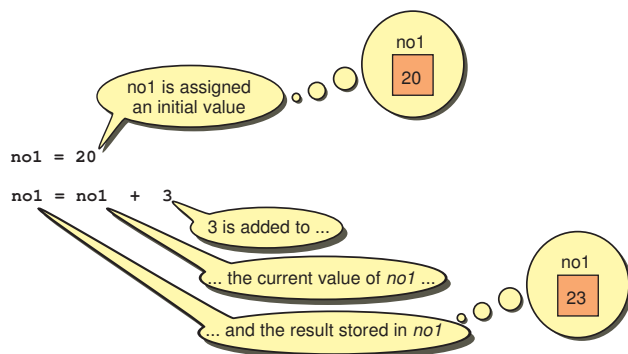 no1
20
no1 is assigned
an initial value
no1 = 20
no1 = no1 + 3
3 is added to ...
... the current value of no1 ...
no1
23
... and the result stored in no1